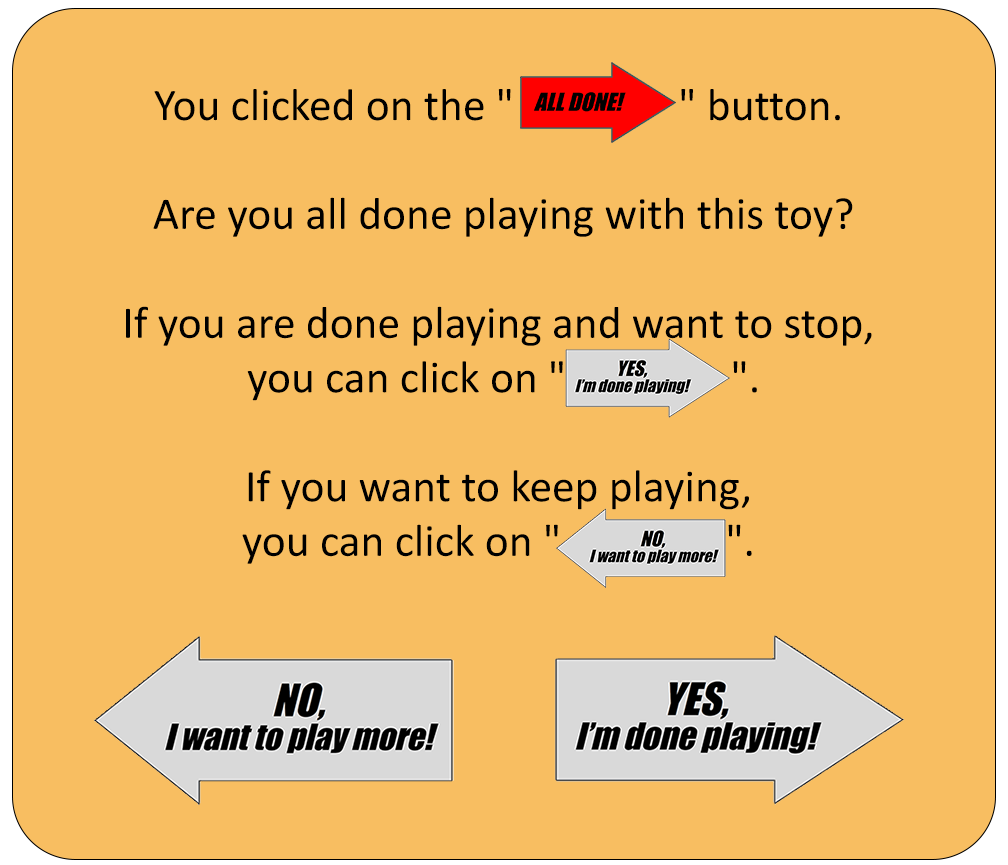 You clicked on the " ALL DONE! " button.
Are you all done playing with this toy?
If you are done playing and want to stop,
you can click on " YES, I'm done playing! ".
If you want to keep playing,
you can click on " NO, I want to play more! ".
NO,
I want to play more!
YES,
I'm done playing!